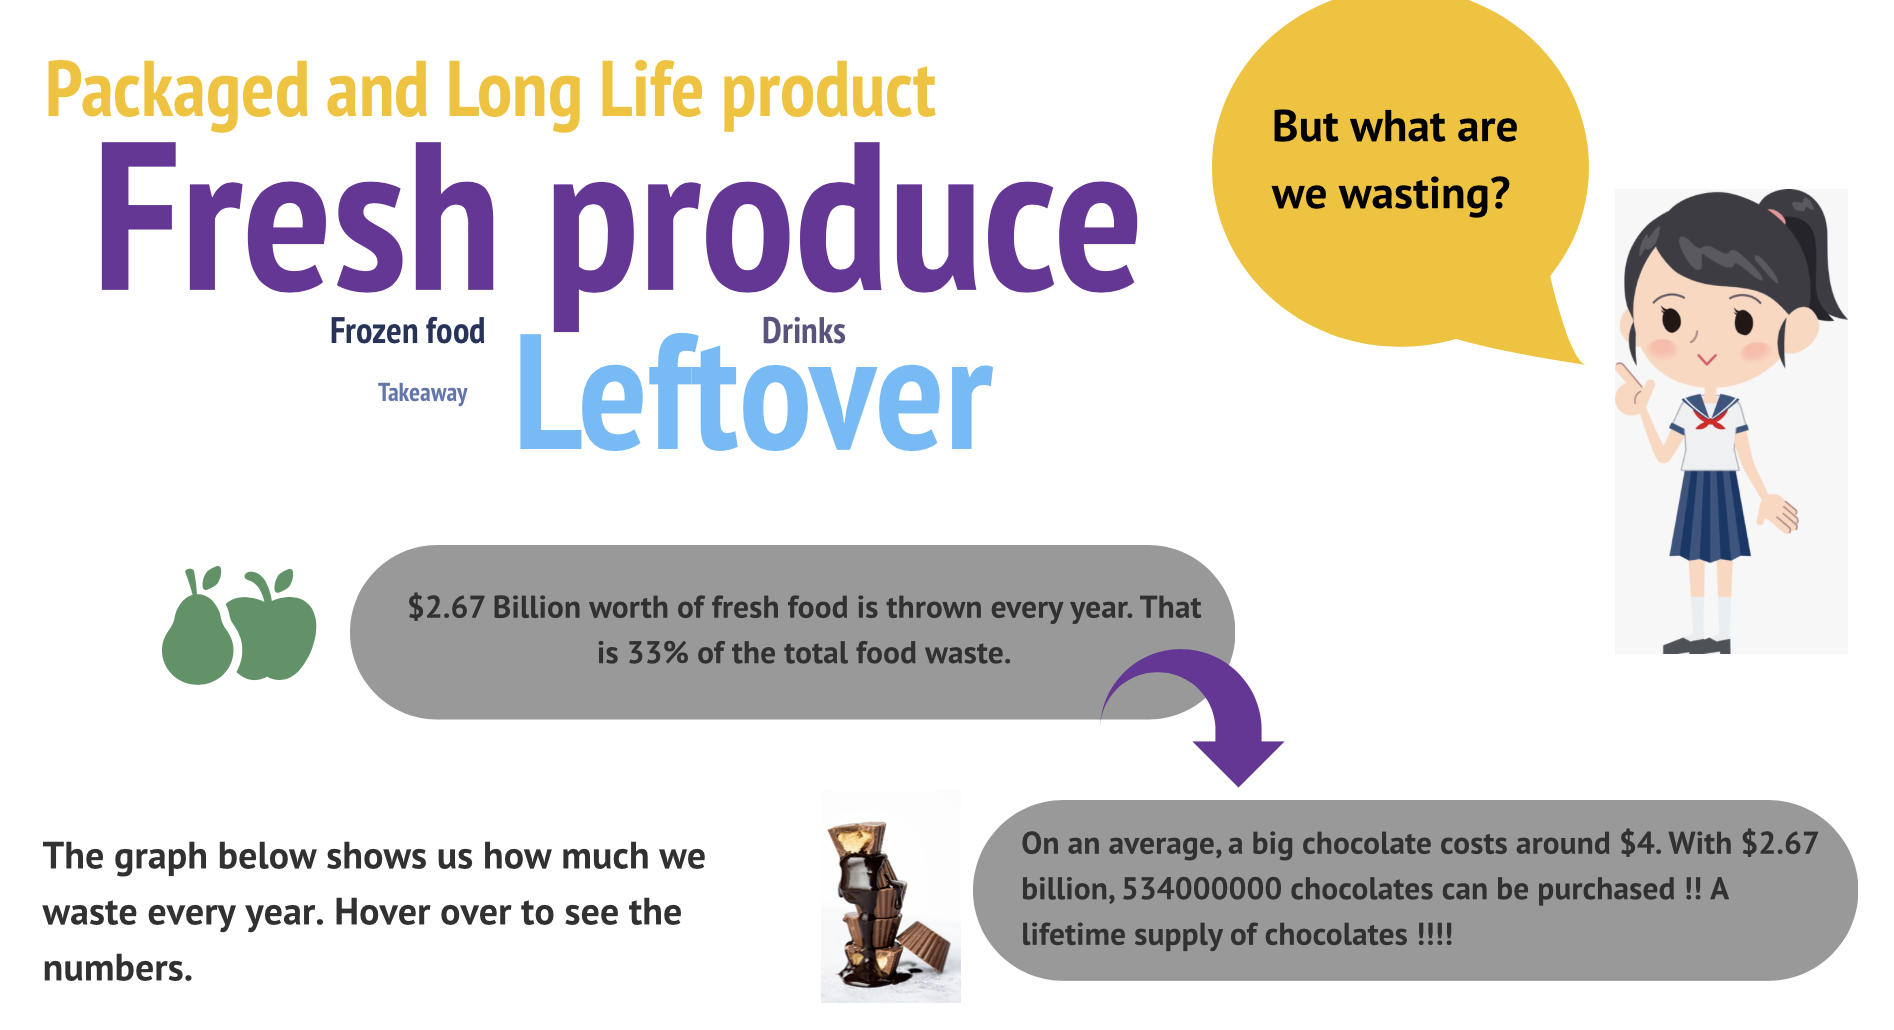 Packaged and Long Life product
Fresh produce
Frozen food
Drinks
Takeaway
Leftover
But what are
we wasting?
$2.67 Billion worth of fresh food is thrown every year. That
is 33% of the total food waste.
The graph below shows us how much we
waste every year. Hover over to see the
numbers.
On an average, a big chocolate costs around $4. With $2.67
billion, 534000000 chocolates can be purchased !! A
lifetime supply of chocolates !!!!